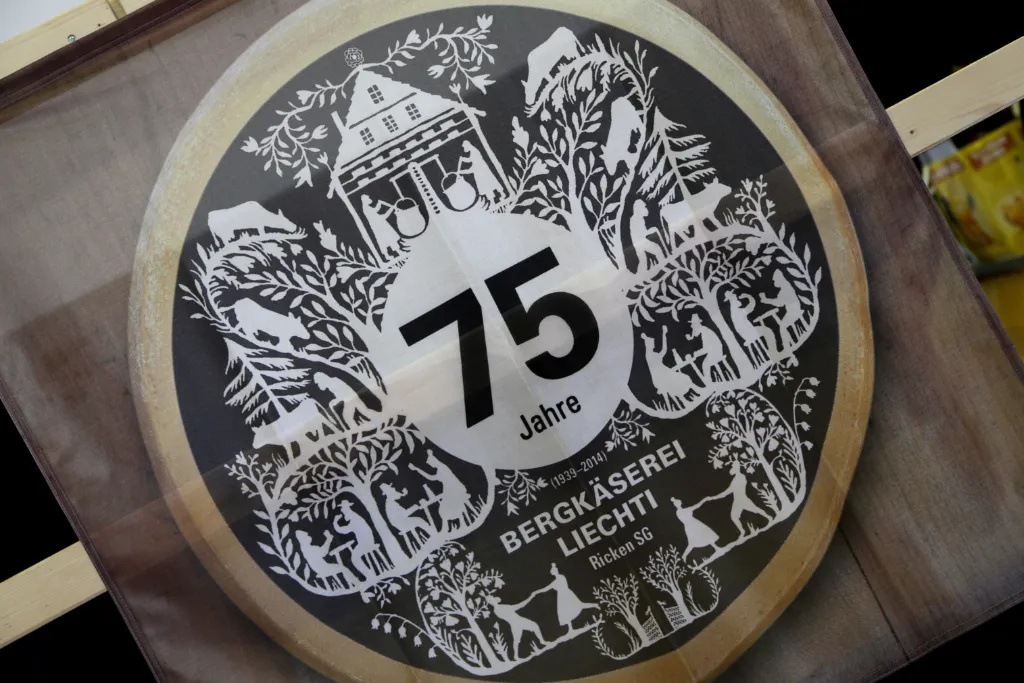 75
Jahre
(1939–2014)
BERGKÄSEREI
LIECHTI
Ricken SG